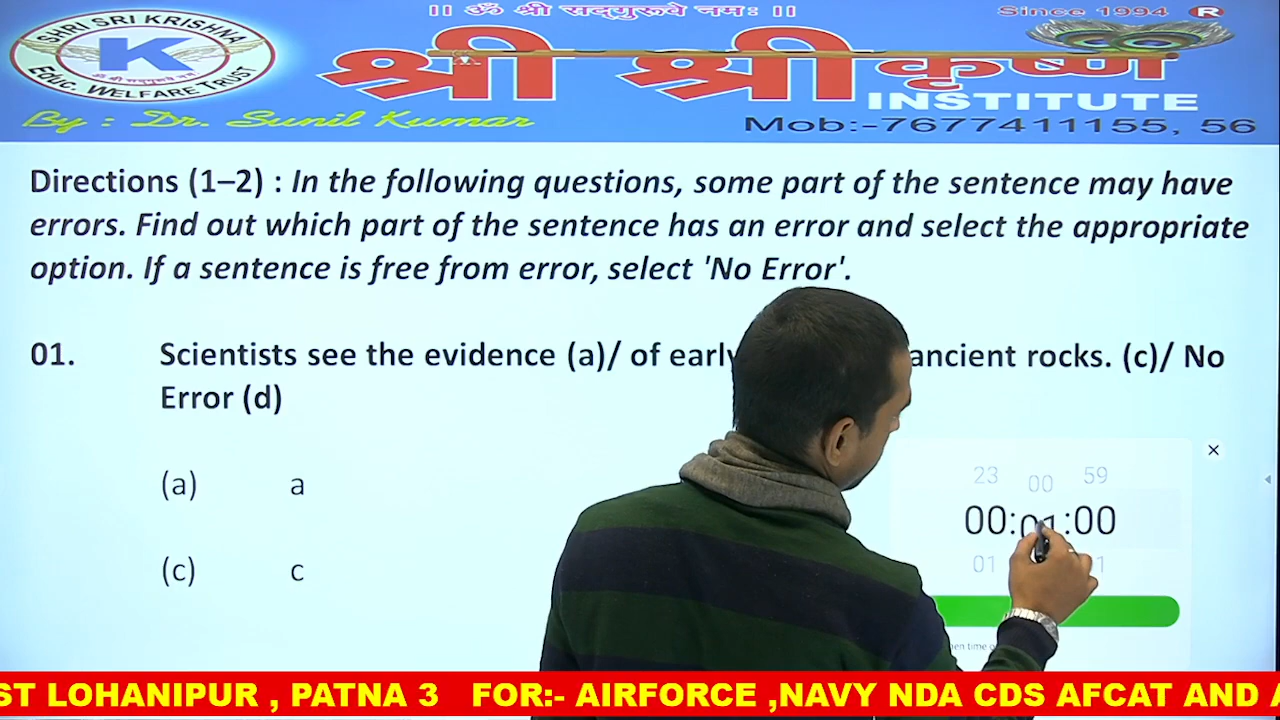 || ॐ श्री सद्गुरूवे नमः ||
Since 1994 R
SHRI SRI KRISHNA
K
Educ. WELFARE TRUST
श्री श्रीकृष्ण
INSTITUTE
By : Dr. Sunil Kumar
Mob:-7677411155, 56
Directions (1–2) : In the following questions, some part of the sentence may have
errors. Find out which part of the sentence has an error and select the appropriate
option. If a sentence is free from error, select 'No Error'.
01. Scientists see the evidence (a)/ of early ancient rocks. (c)/ No
Error (d)
(a) a
(c) c
×
23 00 59
00:01:00
01
ST LOHANIPUR , PATNA 3 FOR:- AIRFORCE ,NAVY NDA CDS AFCAT AND